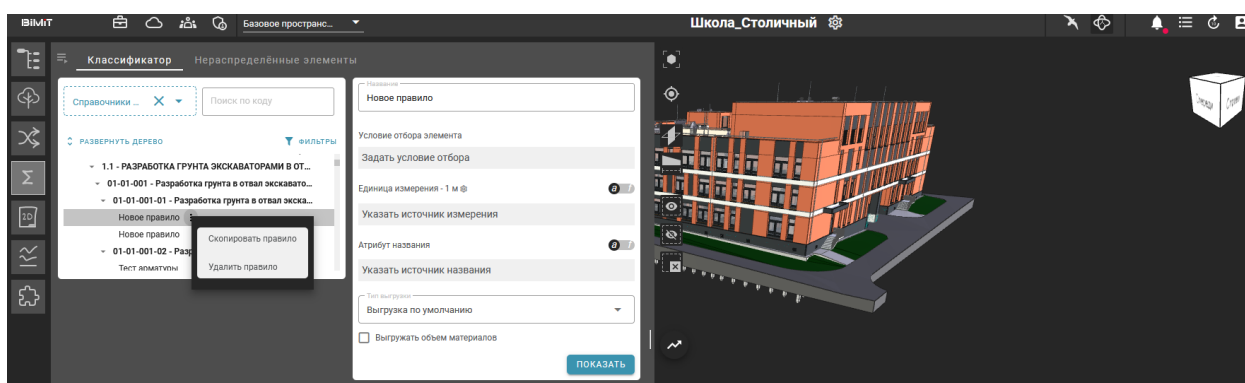 BIMIT
Базовое пространс...
Школа_Столичный
Классификатор
Нераспределённые элементы
Справочники ...
Поиск по коду
РАЗВЕРНУТЬ ДЕРЕВО
ФИЛЬТРЫ
1.1 - РАЗРАБОТКА ГРУНТА ЭКСКАВАТОРАМИ В ОТ...
01-01-001 - Разработка грунта в отвал экскавато...
01-01-001-01 - Разработка грунта в отвал экска...
Новое правило
Новое правило
01-01-001-02 - Раз
Тест арматуры
Скопировать правило
Удалить правило
Название
Новое правило
Условие отбора элемента
Задать условие отбора
Единица измерения - 1 м
Указать источник измерения
Атрибут названия
Указать источник названия
Тип выгрузки
Выгрузка по умолчанию
Выгружать объем материалов
ПОКАЗАТЬ
2D